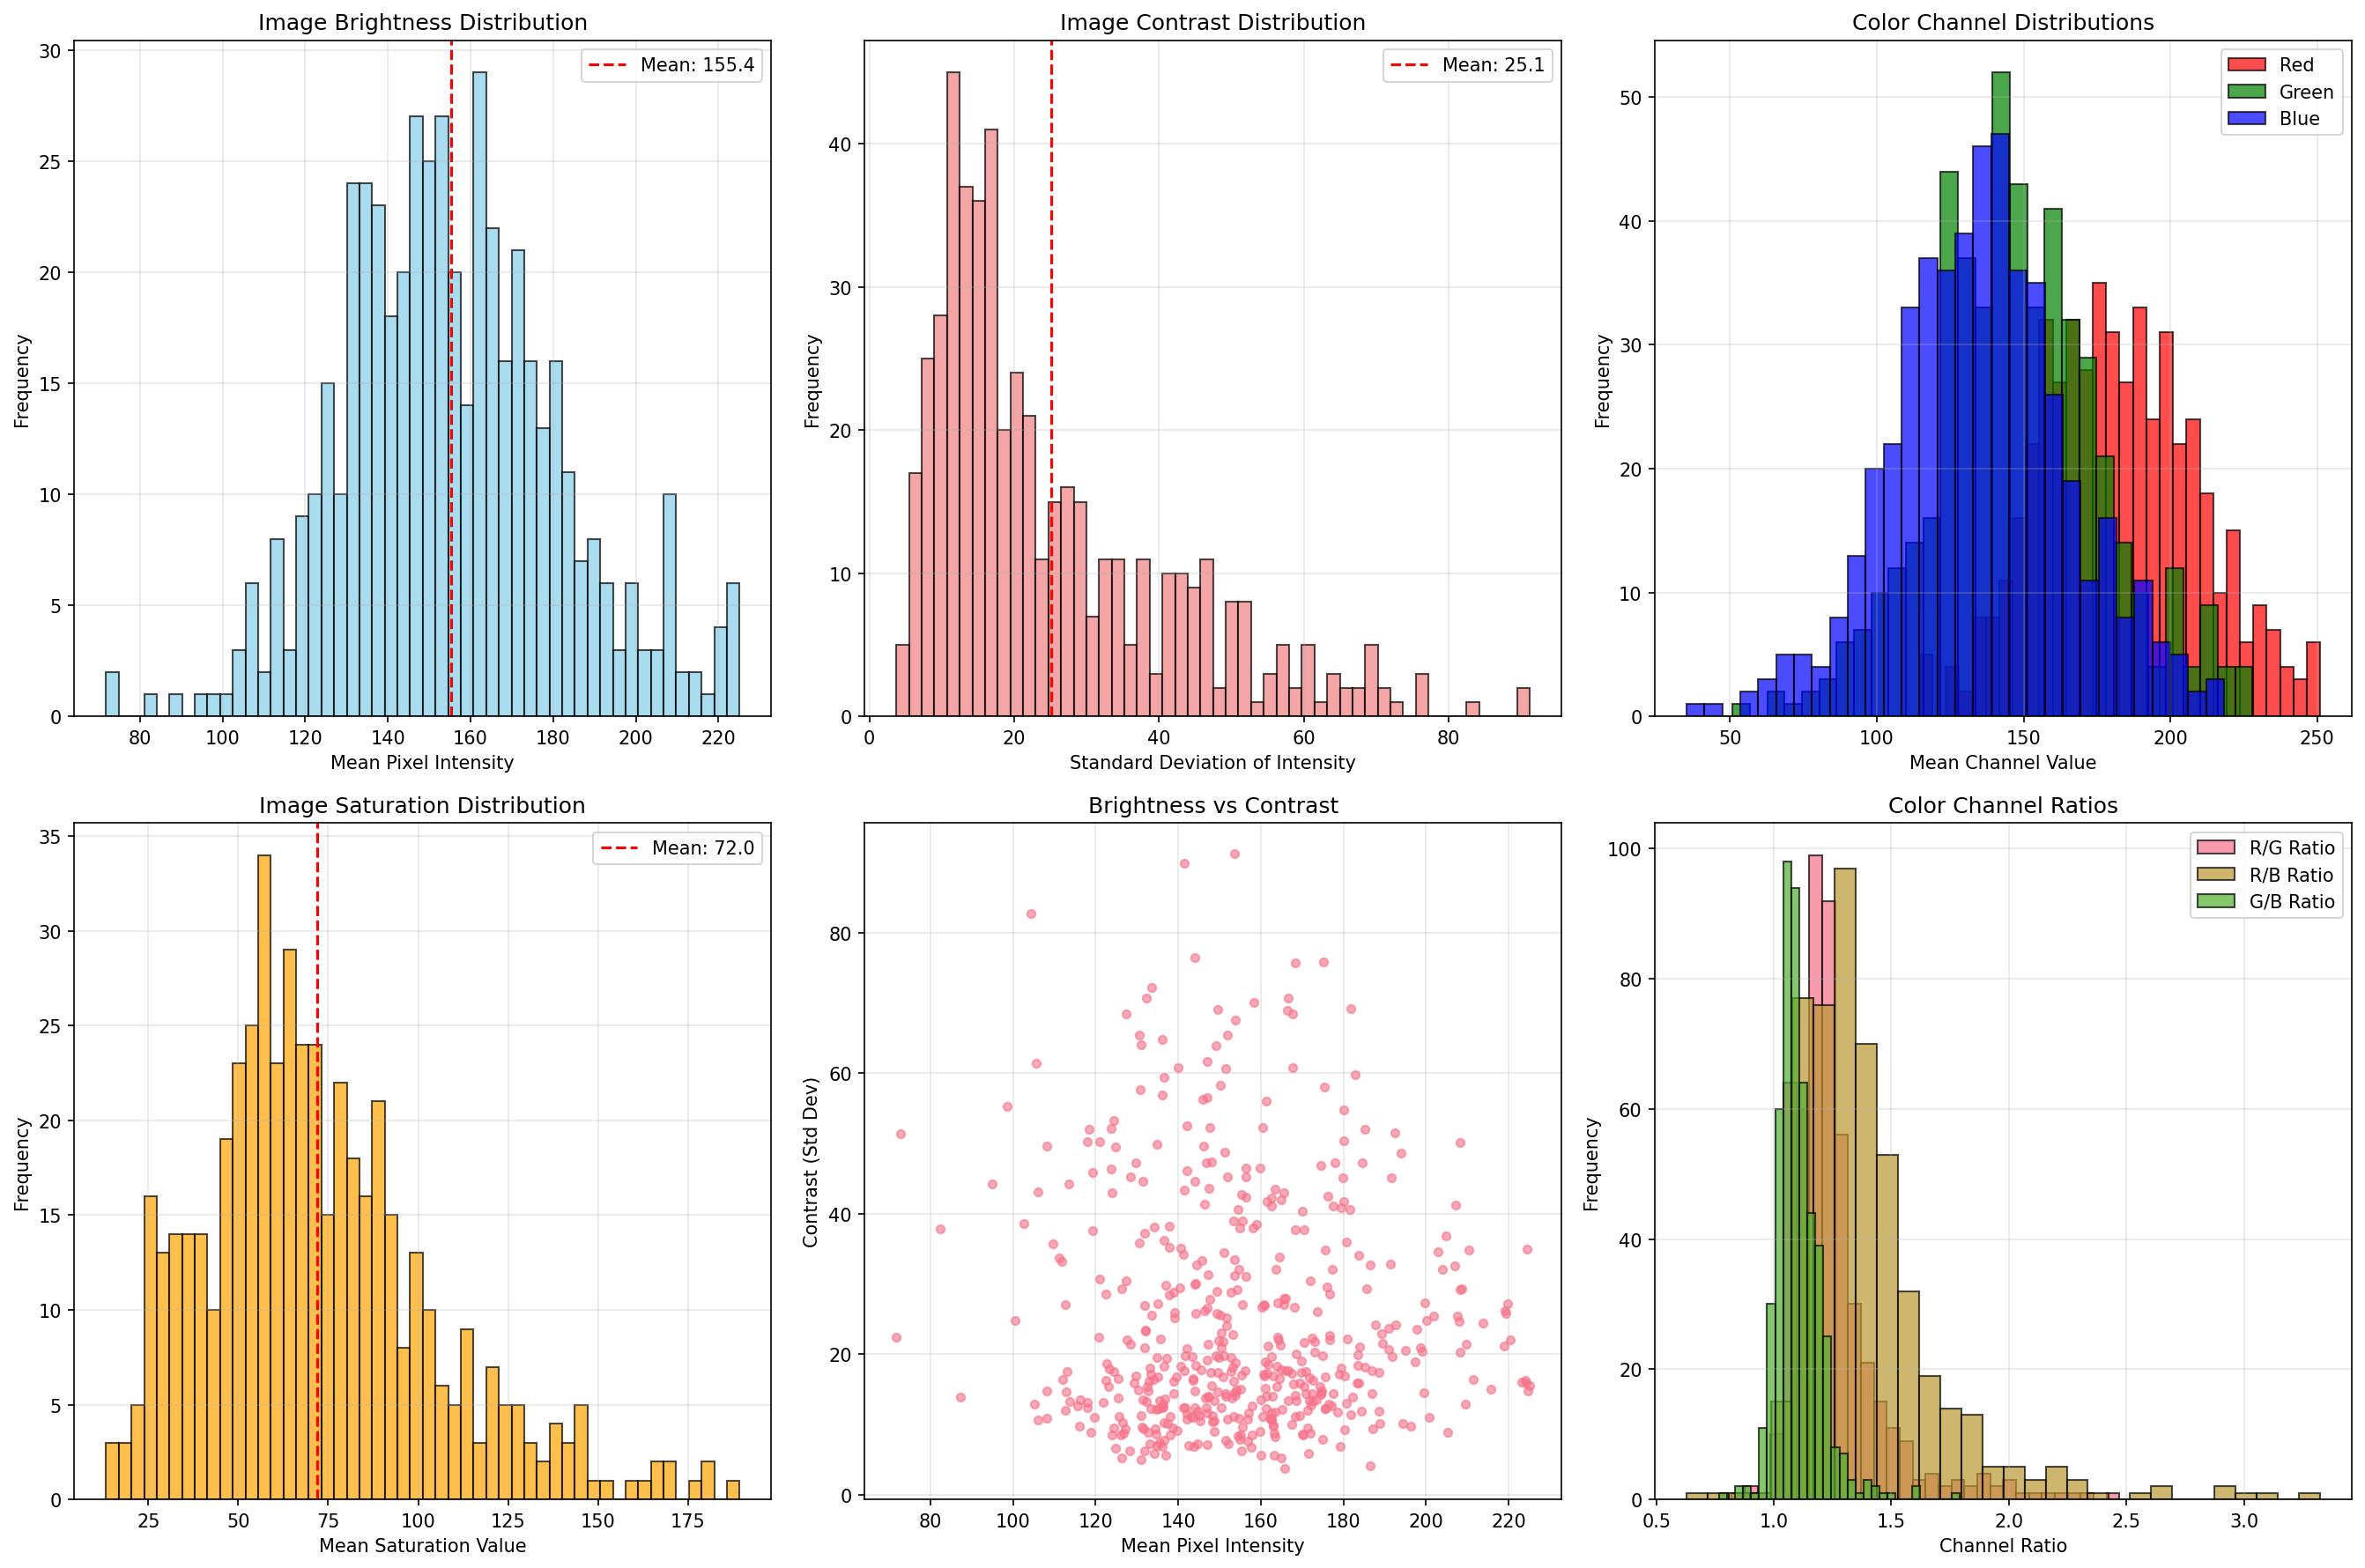 Image Brightness Distribution
Mean: 155.4
30
25
20
15
10
5
0
80 100 120 140 160 180 200 220
Frequency
Mean Pixel Intensity
Image Contrast Distribution
Mean: 25.1
40
30
20
10
0
0 20 40 60 80
Frequency
Standard Deviation of Intensity
Color Channel Distributions
Red
Green
Blue
50
40
30
20
10
0
50 100 150 200 250
Frequency
Mean Channel Value
Image Saturation Distribution
Mean: 72.0
35
30
25
20
15
10
5
0
25 50 75 100 125 150 175
Frequency
Mean Saturation Value
Brightness vs Contrast
80
60
40
20
0
80 100 120 140 160 180 200 220
Contrast (Std Dev)
Mean Pixel Intensity
Color Channel Ratios
R/G Ratio
R/B Ratio
G/B Ratio
100
80
60
40
20
0
0.5 1.0 1.5 2.0 2.5 3.0
Frequency
Channel Ratio